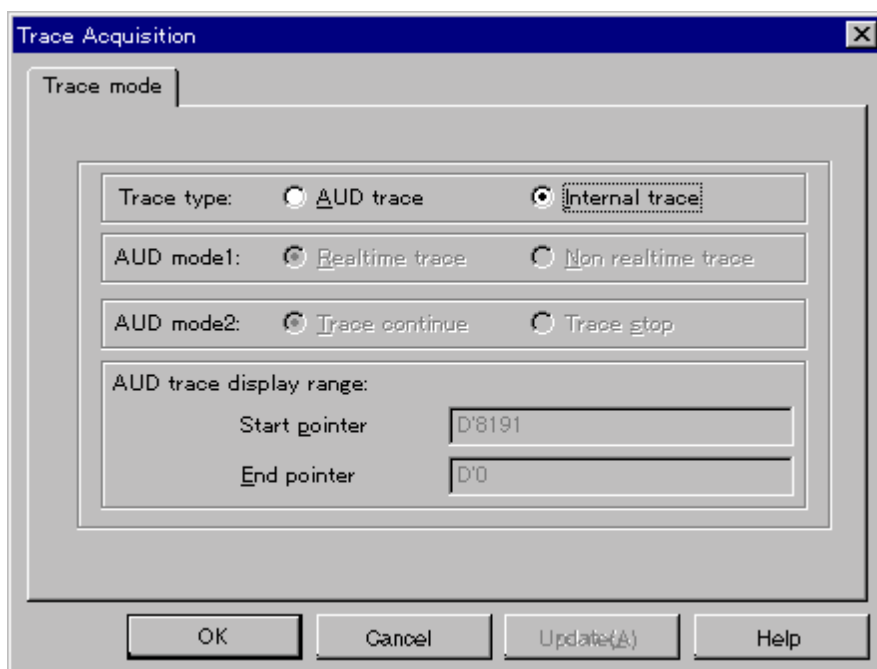 Trace Acquisition
Trace mode
Trace type: AUD trace Internal trace
AUD mode1: Realtime trace Non realtime trace
AUD mode2: Trace continue Trace stop
AUD trace display range:
Start pointer D'8191
End pointer D'0
OK Cancel Update(A) Help